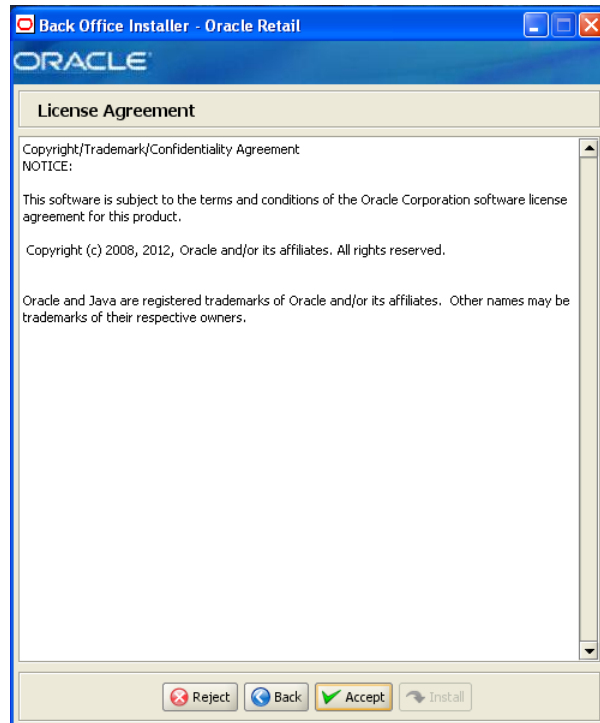 Back Office Installer - Oracle Retail
ORACLE
License Agreement
Copyright/Trademark/Confidentiality Agreement
NOTICE:
This software is subject to the terms and conditions of the Oracle Corporation software license
agreement for this product.
Copyright (c) 2008, 2012, Oracle and/or its affiliates. All rights reserved.
Oracle and Java are registered trademarks of Oracle and/or its affiliates.  Other names may be
trademarks of their respective owners.
Reject Back Accept Install